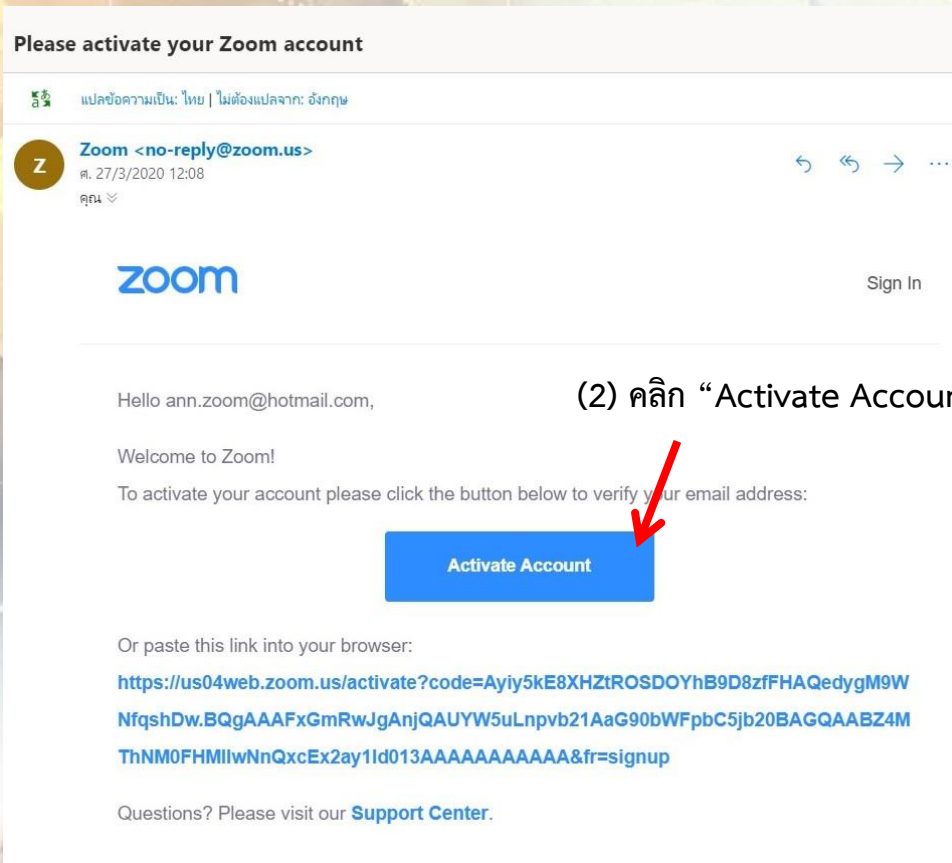 Please activate your Zoom account
แปลข้อความเป็น: ไทย | ไม่ต้องแปลจาก: อังกฤษ
Z
Zoom <no-reply@zoom.us>
ศ. 27/3/2020 12:08
คุณ
zoom
Sign In
(2) คลิก “Activate Accoun
Hello ann.zoom@hotmail.com,
Welcome to Zoom!
To activate your account please click the button below to verify your email address:
Activate Account
Or paste this link into your browser:
https://us04web.zoom.us/activate?code=Ayiy5kE8XHZtROSDOYhB9D8zfFHAQedygM9W
NfqshDw.BQgAAAFxGmRwJgAnjQAUYW5uLnpvb21AaG90bWFpbC5jb20BAGQAABZ4M
ThNM0FHMllwNnQxcEx2ay1ld013AAAAAAAAAAA&fr=signup
Questions? Please visit our Support Center.